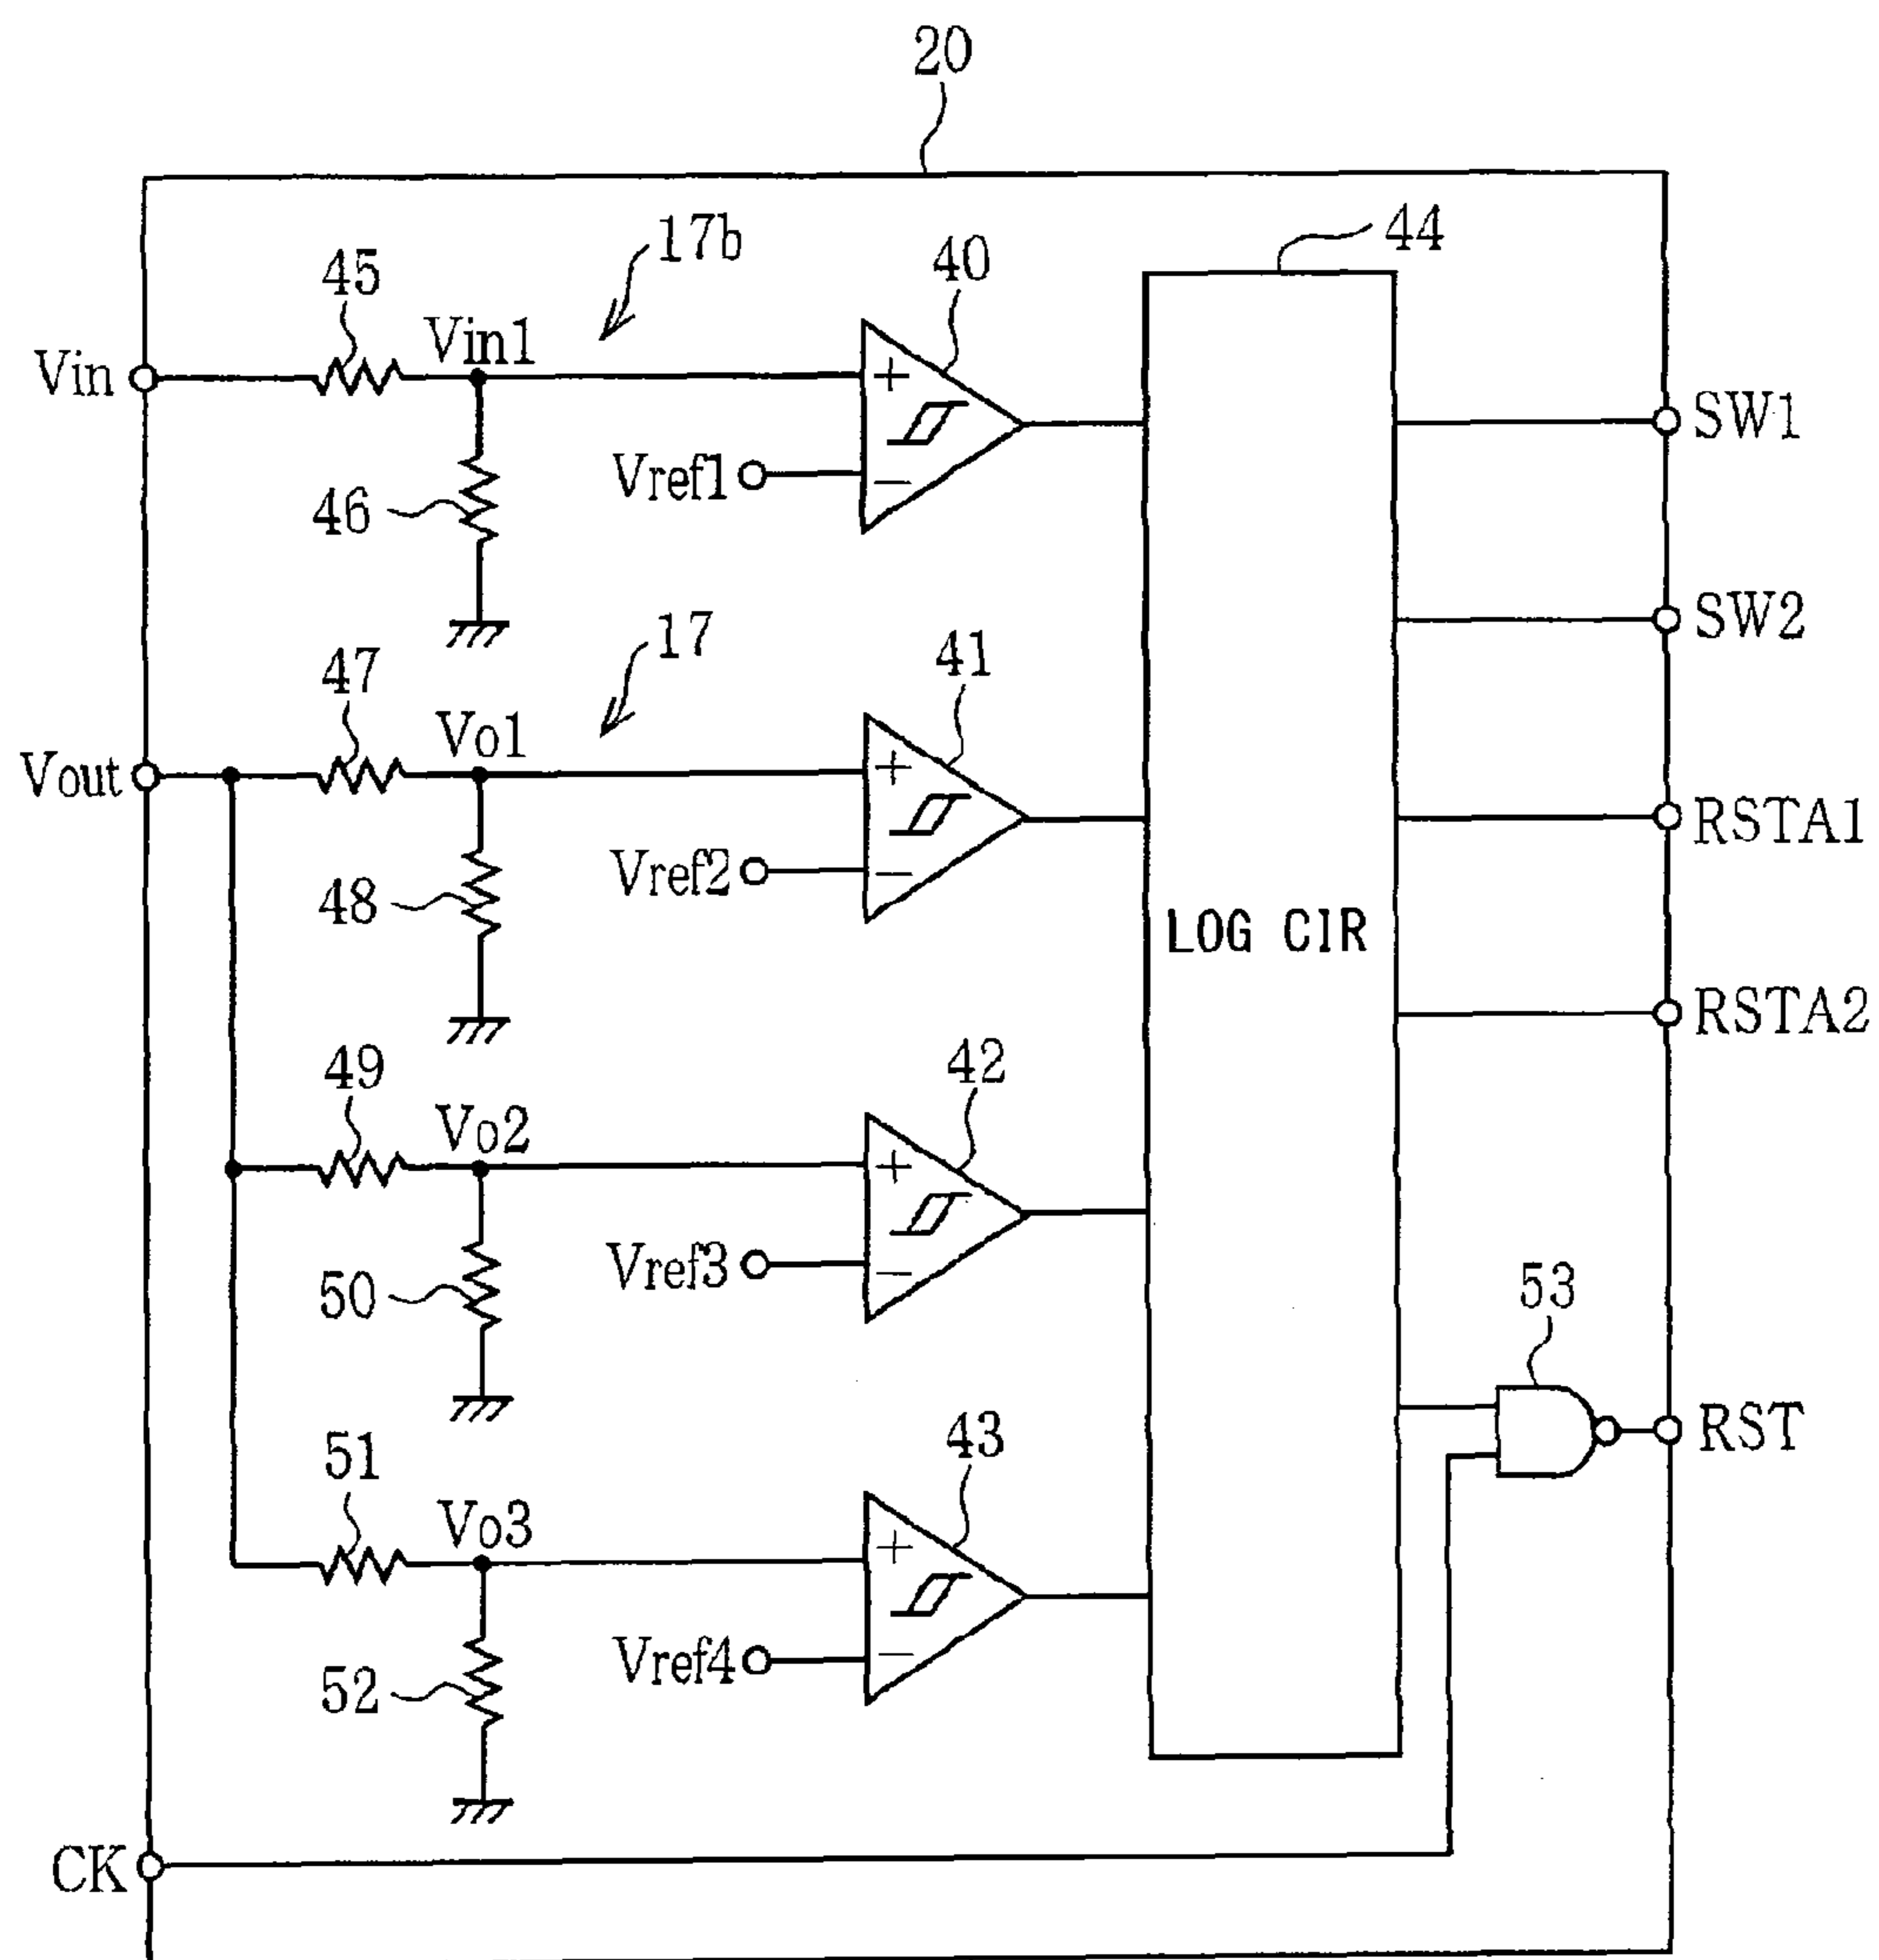 20
17b
44
45
40
Vin1
Vin
SW1
Vref1
46
SW2
17
47
41
Vo1
Vout
RSTA1
Vref2
48
LOG CIR
RSTA2
49
42
Vo2
Vref3
50
53
51
43
Vo3
RST
Vref4
52
CK
+
−
+
−
+
−
+
−